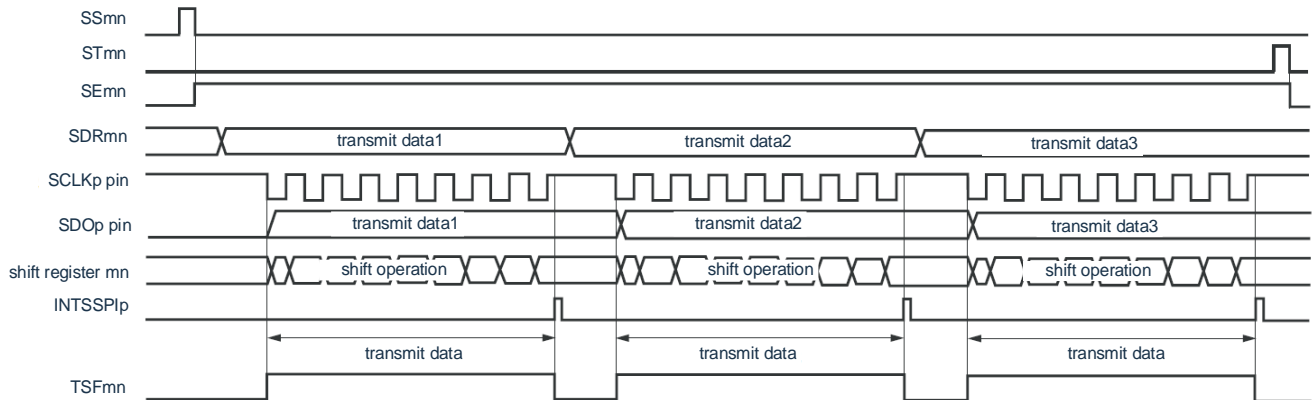 SSmn
STmn
SEmn
SDRmn transmit data1 transmit data2 transmit data3
SCLKp pin
SDOp pin transmit data1 transmit data2 transmit data3
shift register mn shift operation shift operation shift operation
INTSSPIp
transmit data transmit data transmit data
TSFmn